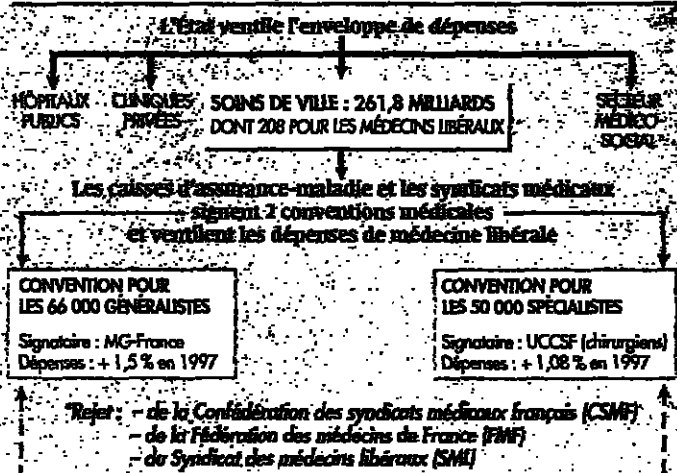 L'État ventile l'enveloppe de dépenses
HÔPITAUX
PUBLICS
CLINIQUES
PRIVÉES
SOINS DE VILLE : 261,8 MILLIARDS
DONT 208 POUR LES MÉDECINS LIBÉRAUX
SECTEUR
MÉDICO-
SOCIAL
Les caisses d'assurance-maladie et les syndicats médicaux
signent 2 conventions médicales
et ventilent les dépenses de médecine libérale
CONVENTION POUR
LES 66 000 GÉNÉRALISTES
Signataire : MG-France
Dépenses : + 1,5 % en 1997
CONVENTION POUR
LES 50 000 SPÉCIALISTES
Signataire : UCCSF (chirurgiens)
Dépenses : + 1,08 % en 1997
Rejet : – de la Confédération des syndicats médicaux français (CSMF)
– de la Fédération des médecins de France (FMF)
– du Syndicat des médecins libéraux (SML)